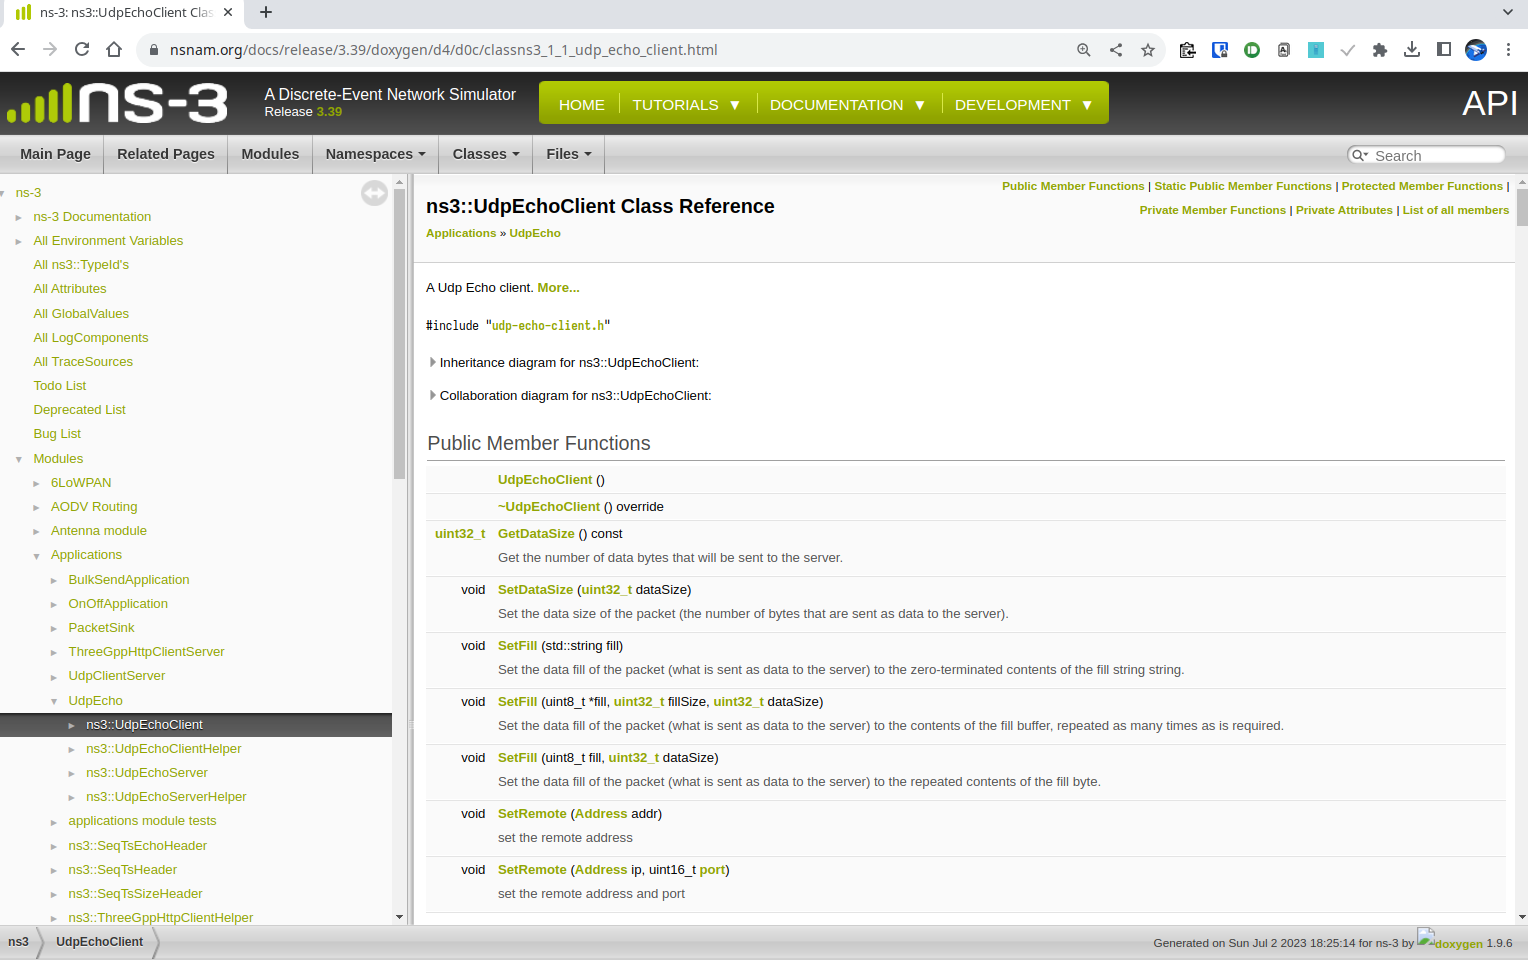 ns-3: ns3::UdpEchoClient Clas
nsnam.org/docs/release/3.39/doxygen/d4/d0c/classns3_1_1_udp_echo_client.html
ns-3
A Discrete-Event Network Simulator
Release 3.39
HOME
TUTORIALS ▼
DOCUMENTATION ▼
DEVELOPMENT ▼
API
Main Page
Related Pages
Modules
Namespaces
Classes
Files
Search
ns-3
ns-3 Documentation
All Environment Variables
All ns3::TypeId's
All Attributes
All GlobalValues
All LogComponents
All TraceSources
Todo List
Deprecated List
Bug List
Modules
6LoWPAN
AODV Routing
Antenna module
Applications
BulkSendApplication
OnOffApplication
PacketSink
ThreeGppHttpClientServer
UdpClientServer
UdpEcho
ns3::UdpEchoClient
ns3::UdpEchoClientHelper
ns3::UdpEchoServer
ns3::UdpEchoServerHelper
applications module tests
ns3::SeqTsEchoHeader
ns3::SeqTsHeader
ns3::SeqTsSizeHeader
ns3::ThreeGppHttpClientHelper
Public Member Functions | Static Public Member Functions | Protected Member Functions |
Private Member Functions | Private Attributes | List of all members
ns3::UdpEchoClient Class Reference
Applications » UdpEcho
A Udp Echo client. More...
#include "udp-echo-client.h"
Inheritance diagram for ns3::UdpEchoClient:
Collaboration diagram for ns3::UdpEchoClient:
Public Member Functions
UdpEchoClient ()
~UdpEchoClient () override
uint32_t GetDataSize () const
Get the number of data bytes that will be sent to the server.
void SetDataSize (uint32_t dataSize)
Set the data size of the packet (the number of bytes that are sent as data to the server).
void SetFill (std::string fill)
Set the data fill of the packet (what is sent as data to the server) to the zero-terminated contents of the fill string string.
void SetFill (uint8_t *fill, uint32_t fillSize, uint32_t dataSize)
Set the data fill of the packet (what is sent as data to the server) to the contents of the fill buffer, repeated as many times as is required.
void SetFill (uint8_t fill, uint32_t dataSize)
Set the data fill of the packet (what is sent as data to the server) to the repeated contents of the fill byte.
void SetRemote (Address addr)
set the remote address
void SetRemote (Address ip, uint16_t port)
set the remote address and port
ns3
UdpEchoClient
Generated on Sun Jul 2 2023 18:25:14 for ns-3 by doxygen 1.9.6